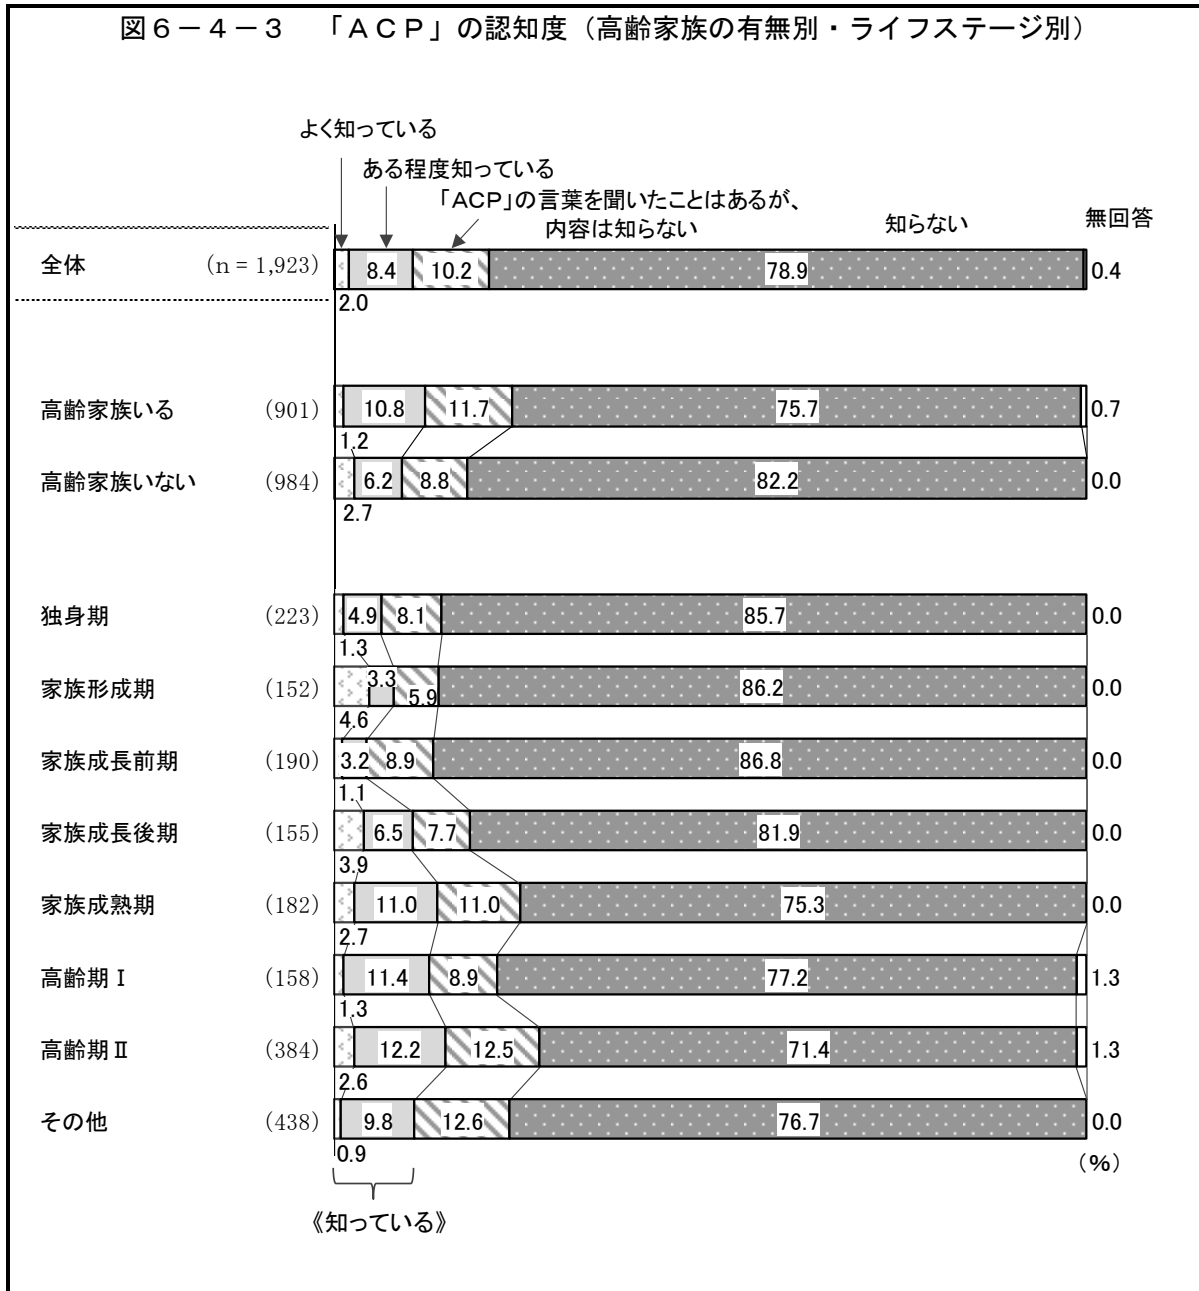 図６－４－３　「ＡＣＰ」の認知度（高齢家族の有無別・ライフステージ別）
よく知っている
ある程度知っている
「ACP」の言葉を聞いたことはあるが、
内容は知らない
知らない
無回答
全体 (n = 1,923) 8.4 10.2 78.9 0.4
2.0
高齢家族いる (901) 10.8 11.7 75.7 0.7
1.2
高齢家族いない (984) 6.2 8.8 82.2 0.0
2.7
独身期 (223) 4.9 8.1 85.7 0.0
1.3
家族形成期 (152) 3.3 5.9 86.2 0.0
4.6
家族成長前期 (190) 3.2 8.9 86.8 0.0
1.1
家族成長後期 (155) 6.5 7.7 81.9 0.0
3.9
家族成熟期 (182) 11.0 11.0 75.3 0.0
2.7
高齢期Ⅰ (158) 11.4 8.9 77.2 1.3
1.3
高齢期Ⅱ (384) 12.2 12.5 71.4 1.3
2.6
その他 (438) 9.8 12.6 76.7 0.0
0.9
(％)
《知っている》